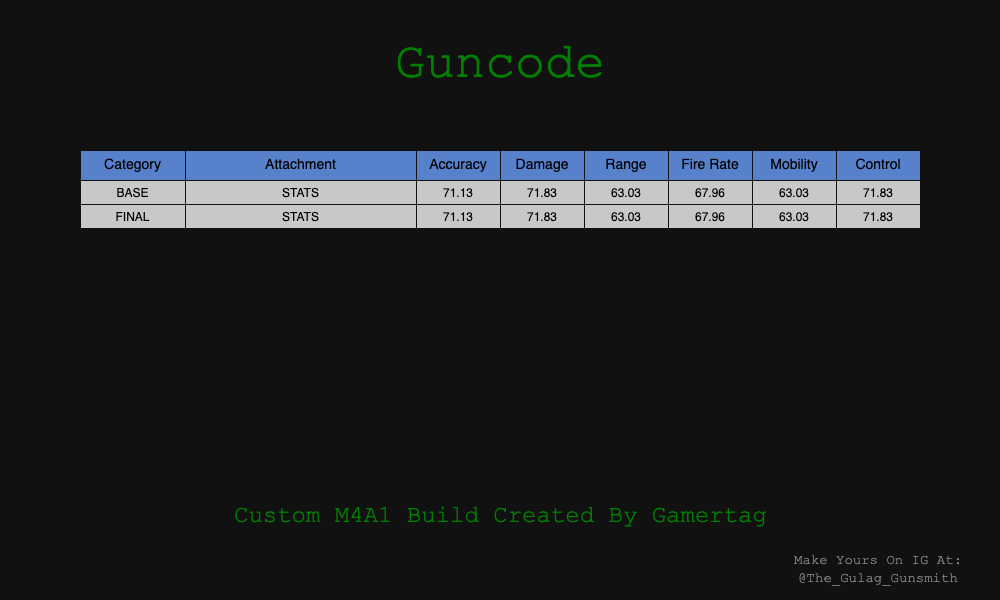 Guncode
Category Attachment Accuracy Damage Range Fire Rate Mobility Control
BASE STATS 71.13 71.83 63.03 67.96 63.03 71.83
FINAL STATS 71.13 71.83 63.03 67.96 63.03 71.83
Custom M4A1 Build Created By Gamertag
Make Yours On IG At:
@The_Gulag_Gunsmith